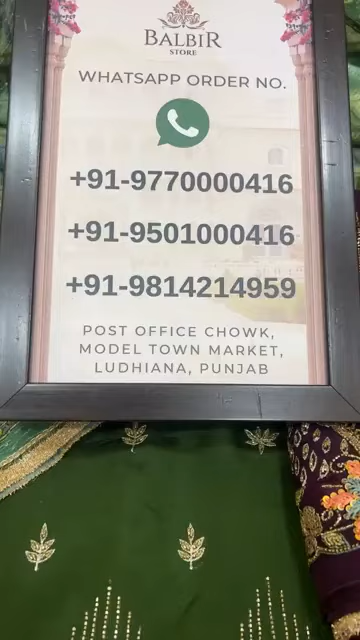 BALBIR
STORE
WHATSAPP ORDER NO.
+91-9770000416
+91-9501000416
+91-9814214959
POST OFFICE CHOWK,
MODEL TOWN MARKET,
LUDHIANA, PUNJAB